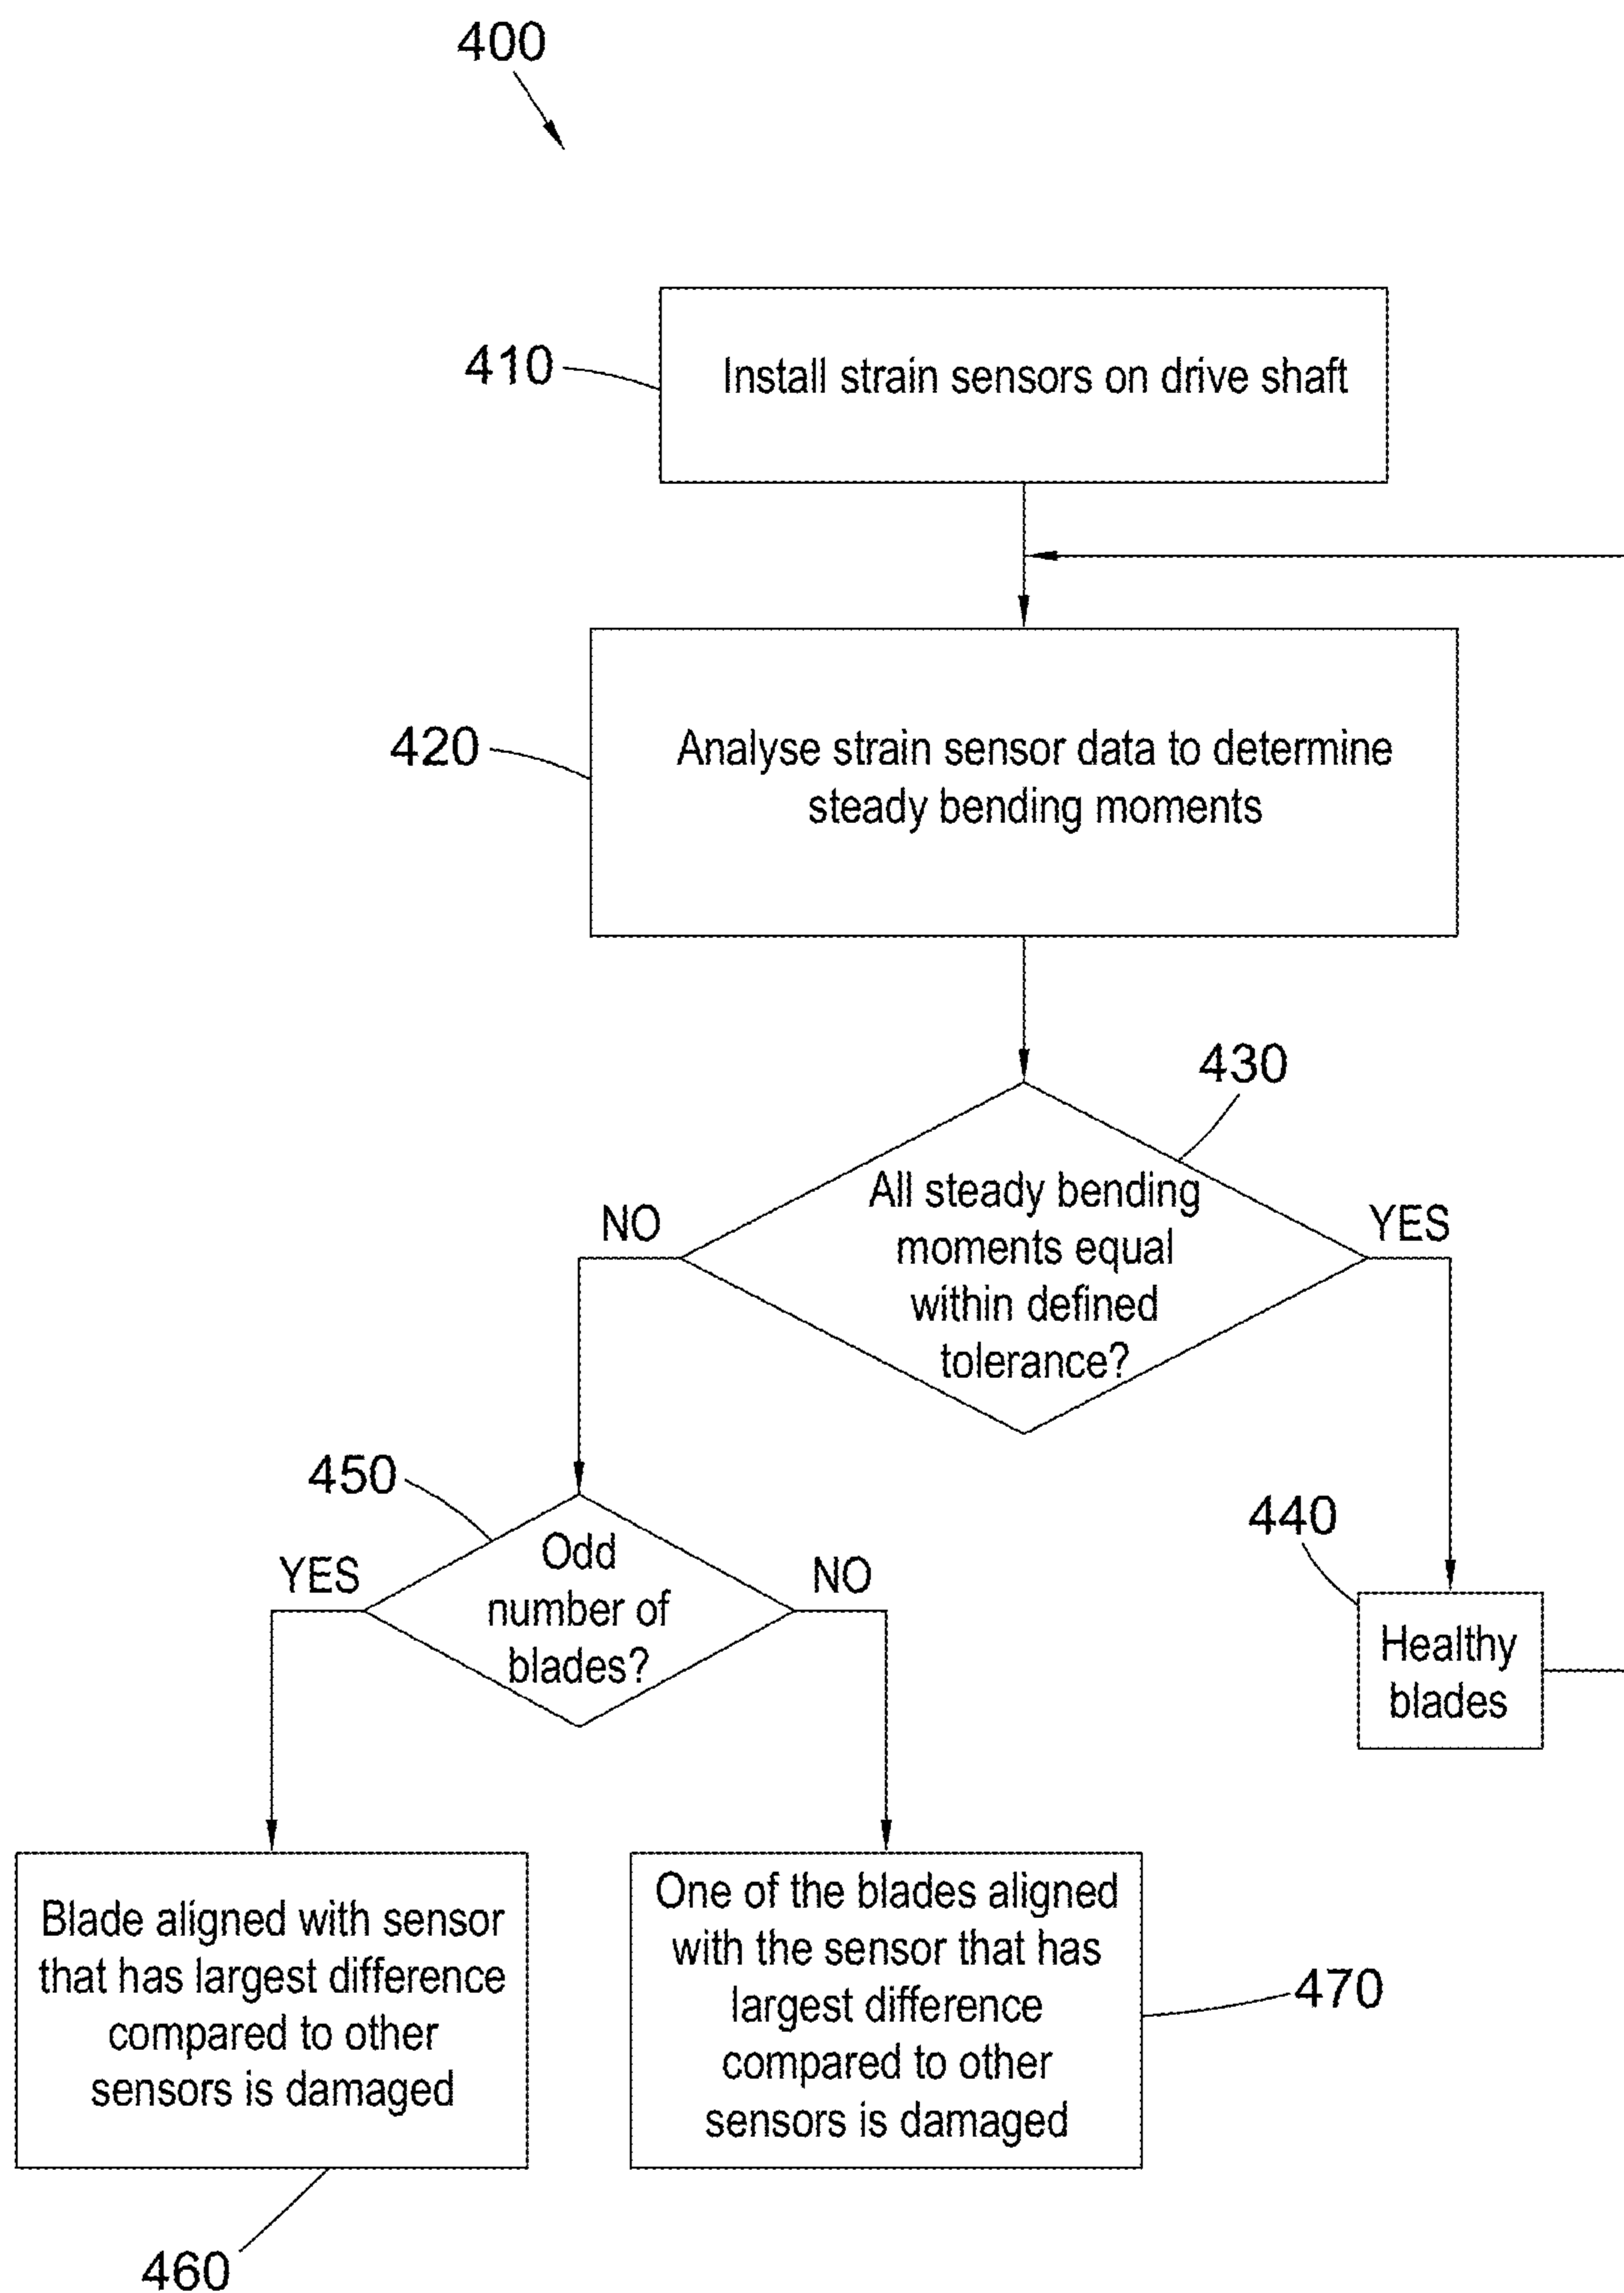 400
410
Install strain sensors on drive shaft
420
Analyse strain sensor data to determine
steady bending moments
430
All steady bending
moments equal
within defined
tolerance?
NO
YES
450
Odd
number of
blades?
YES
NO
440
Healthy
blades
Blade aligned with sensor
that has largest difference
compared to other
sensors is damaged
460
One of the blades aligned
with the sensor that has
largest difference
compared to other
sensors is damaged
470